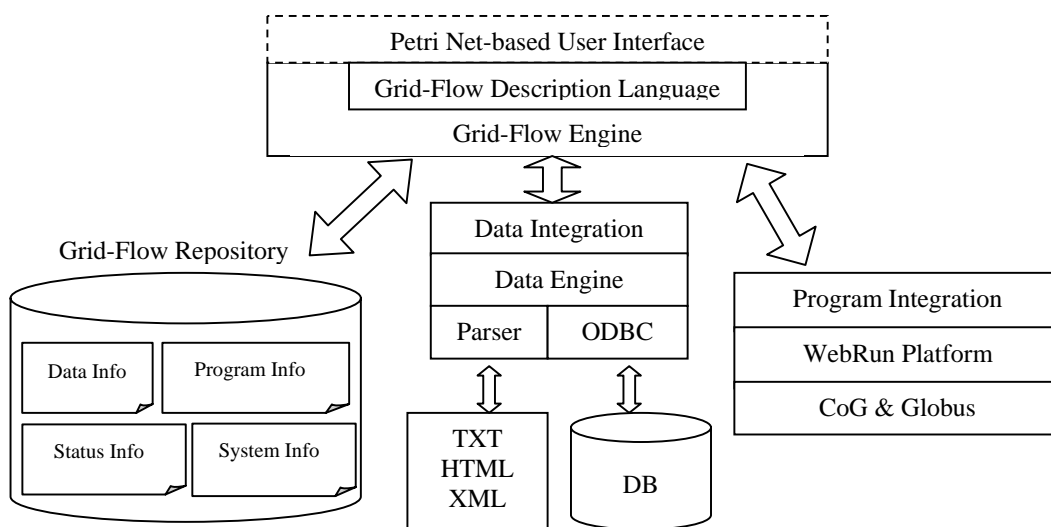 Petri Net-based User Interface
Grid-Flow Description Language
Grid-Flow Engine
Grid-Flow Repository
Data Info
Program Info
Status Info
System Info
Data Integration
Data Engine
Parser
ODBC
TXT
HTML
XML
DB
Program Integration
WebRun Platform
CoG & Globus